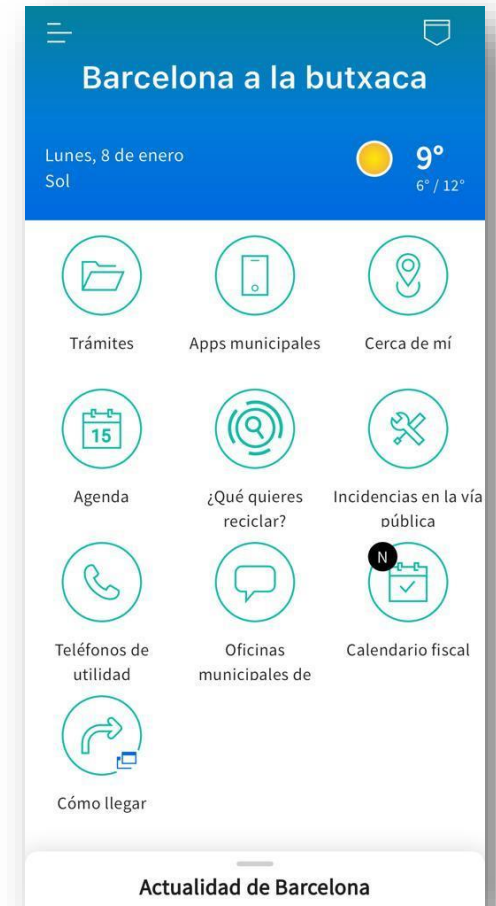 Barcelona a la butxaca
Lunes, 8 de enero
Sol
9°
6° / 12°
Trámites
Apps municipales
Cerca de mí
15
Agenda
¿Qué quieres
reciclar?
Incidencias en la vía
pública
N
Teléfonos de
utilidad
Oficinas
municipales de
Calendario fiscal
Cómo llegar
Actualidad de Barcelona